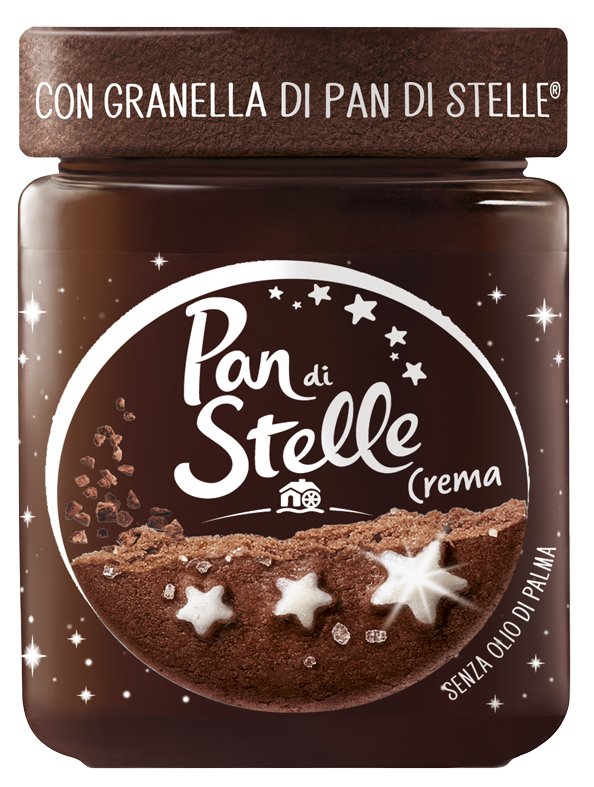 CON GRANELLA DI PAN DI STELLE®
Pan di
Stelle
Crema
SENZA OLIO DI PALMA